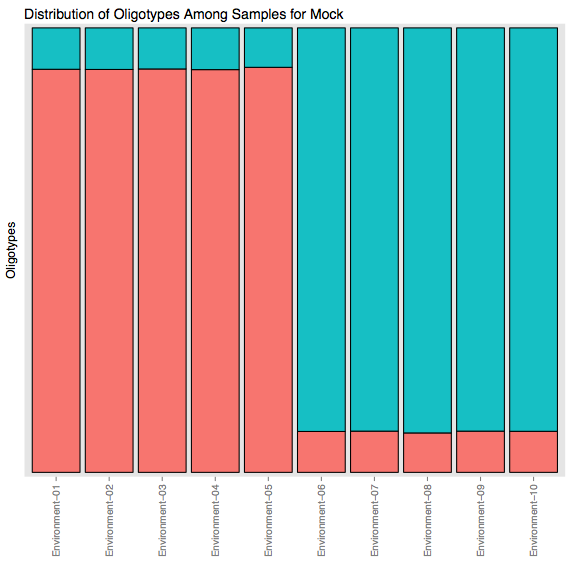 Distribution of Oligotypes Among Samples for Mock
Oligotypes
Environment−01
Environment−02
Environment−03
Environment−04
Environment−05
Environment−06
Environment−07
Environment−08
Environment−09
Environment−10